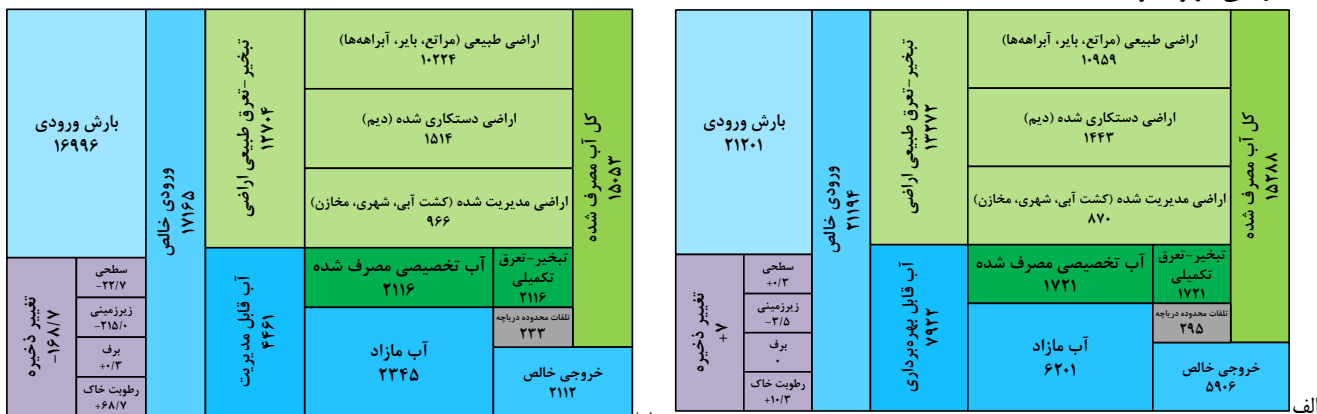 بارش ورودی
۱۶۹۹۶
تغییر ذخیره
-۱۶۸/۷
سطحی
-۲۲/۷
زیرزمینی
-۲۱۵/۰
برف
+۰/۳
رطوبت خاک
+۶۸/۷
ورودی خالص
۱۷۱۶۵
تبخیر-تعرق طبیعی اراضی
۱۲۷۰۴
آب قابل مدیریت
۴۴۶۱
اراضی طبیعی (مراتع، بایر، آبراهه‌ها)
۱۰۲۲۴
اراضی دستکاری شده (دیم)
۱۵۱۴
اراضی مدیریت شده (کشت آبی، شهری، مخازن)
۹۶۶
آب تخصیصی مصرف شده
۲۱۱۶
تبخیر-تعرق
تکمیلی
۲۱۱۶
تلفات محدوده دریاچه
۲۳۳
آب مازاد
۲۳۴۵
خروجی خالص
۲۱۱۲
کل آب مصرف شده
۱۵۰۵۳
بارش ورودی
۲۱۲۰۱
تغییر ذخیره
+۷
سطحی
+۰/۳
زیرزمینی
-۳/۵
برف
۰
رطوبت خاک
+۱۰/۳
ورودی خالص
۲۱۱۹۴
تبخیر-تعرق طبیعی اراضی
۱۳۲۷۲
آب قابل بهره‌برداری
۷۹۲۲
اراضی طبیعی (مراتع، بایر، آبراهه‌ها)
۱۰۹۵۹
اراضی دستکاری شده (دیم)
۱۴۴۳
اراضی مدیریت شده (کشت آبی، شهری، مخازن)
۸۷۰
آب تخصیصی مصرف شده
۱۷۲۱
تبخیر-تعرق
تکمیلی
۱۷۲۱
تلفات محدوده دریاچه
۲۹۵
آب مازاد
۶۲۰۱
خروجی خالص
۵۹۰۶
کل آب مصرف شده
۱۵۲۸۸
الف